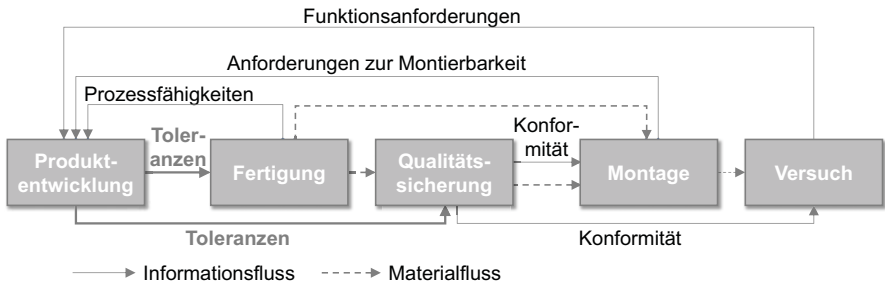 Funktionsanforderungen
Anforderungen zur Montierbarkeit
Prozessfähigkeiten
Toler-
anzen
Konfor-
mität
Produkt-
entwicklung
Fertigung
Qualitäts-
sicherung
Montage
Versuch
Toleranzen
Konformität
Informationsfluss
Materialfluss